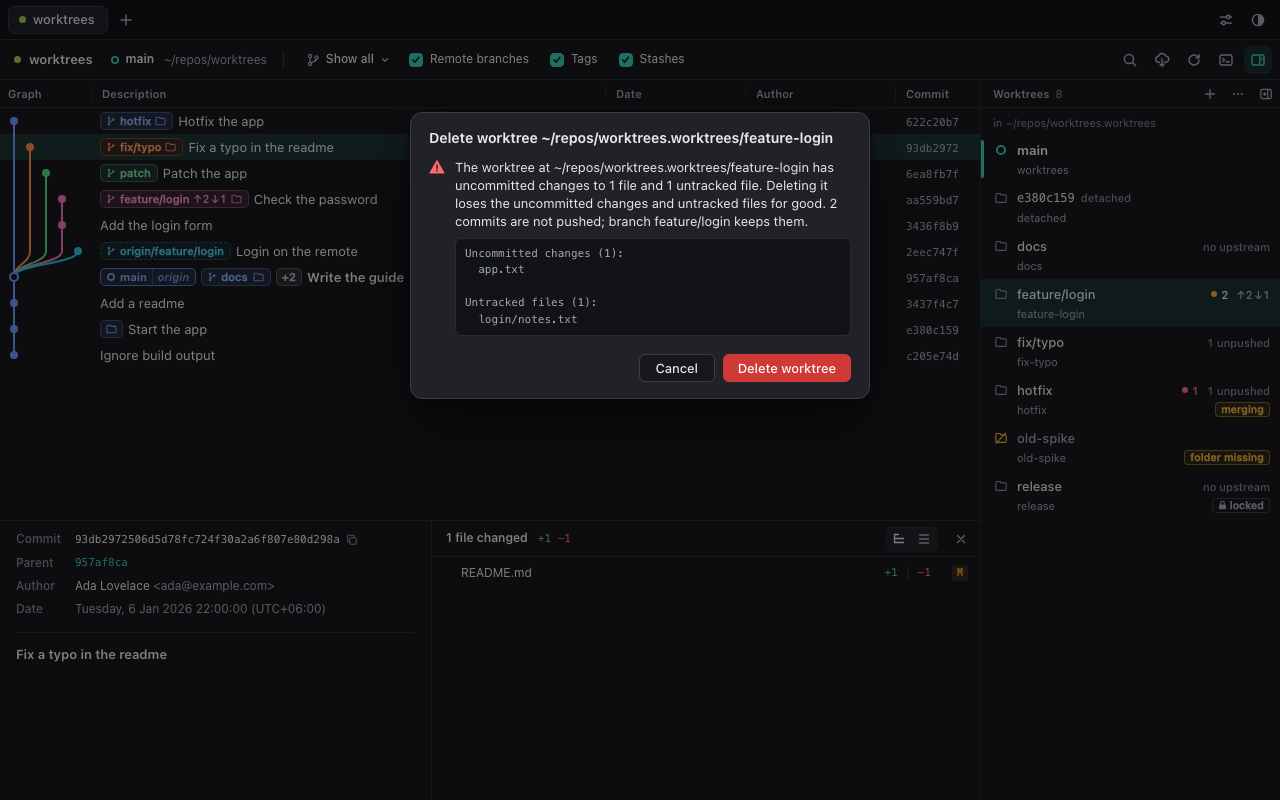 worktrees
worktrees main ~/repos/worktrees Show all Remote branches Tags Stashes
Graph Description Date Author Commit
hotfix Hotfix the app 622c20b7
fix/typo Fix a typo in the readme 93db2972
patch Patch the app 6ea8fb7f
feature/login ↑2↓1 Check the password aa559bd7
Add the login form 3436f8b9
origin/feature/login Login on the remote 2eec747f
main origin docs +2 Write the guide 957af8ca
Add a readme 3437f4c7
Start the app e380c159
Ignore build output c205e74d
Delete worktree ~/repos/worktrees.worktrees/feature-login
The worktree at ~/repos/worktrees.worktrees/feature-login has
uncommitted changes to 1 file and 1 untracked file. Deleting it
loses the uncommitted changes and untracked files for good. 2
commits are not pushed; branch feature/login keeps them.
Uncommitted changes (1):
app.txt
Untracked files (1):
login/notes.txt
Cancel Delete worktree
Worktrees 8
in ~/repos/worktrees.worktrees
main
worktrees
e380c159 detached
detached
docs no upstream
docs
feature/login 2 ↑2↓1
feature-login
fix/typo 1 unpushed
fix-typo
hotfix 1 1 unpushed
hotfix merging
old-spike
old-spike folder missing
release no upstream
release locked
Commit 93db2972506d5d78fc724f30a2a6f807e80d298a
Parent 957af8ca
Author Ada Lovelace <ada@example.com>
Date Tuesday, 6 Jan 2026 22:00:00 (UTC+06:00)
Fix a typo in the readme
1 file changed +1 −1
README.md +1 −1 M